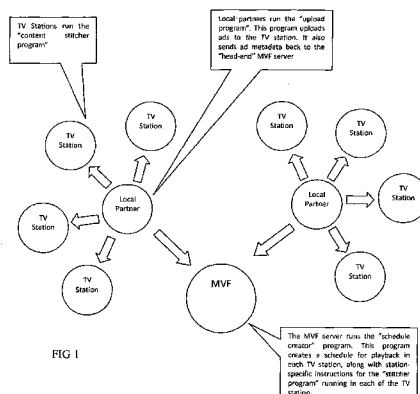 TV Stations run the
"content stitcher
program"
Local partners run the "upload
program". This program uploads
ads to the TV station. It also
sends ad metadata back to the
"head-end" MVF server
TV
Station
TV
Station
TV
Station
TV
Station
TV
Station
Local
Partner
Local
Partner
TV
Station
TV
Station
TV
Station
TV
Station
MVF
The MVF server runs the "schedule
creator" program. This program
creates a schedule for playback in
each TV station, along with station-
specific instructions for the "stitcher
program" running in each of the
station.
FIG 1